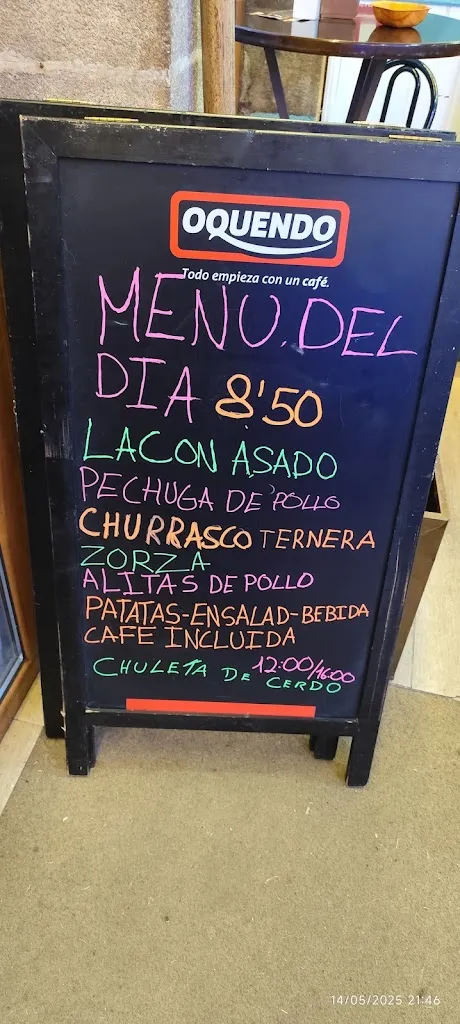 OQUENDO
Todo empieza con un café.
MENU.DEL
DIA 8'50
LACON ASADO
PECHUGA DE POLLO
CHURRASCO TERNERA
ZORZA
ALITAS DE POLLO
PATATAS-ENSALAD-BEBIDA
CAFE INCLUIDA
12:00/16:00
CHULETA DE CERDO
14/05/2025 21:46